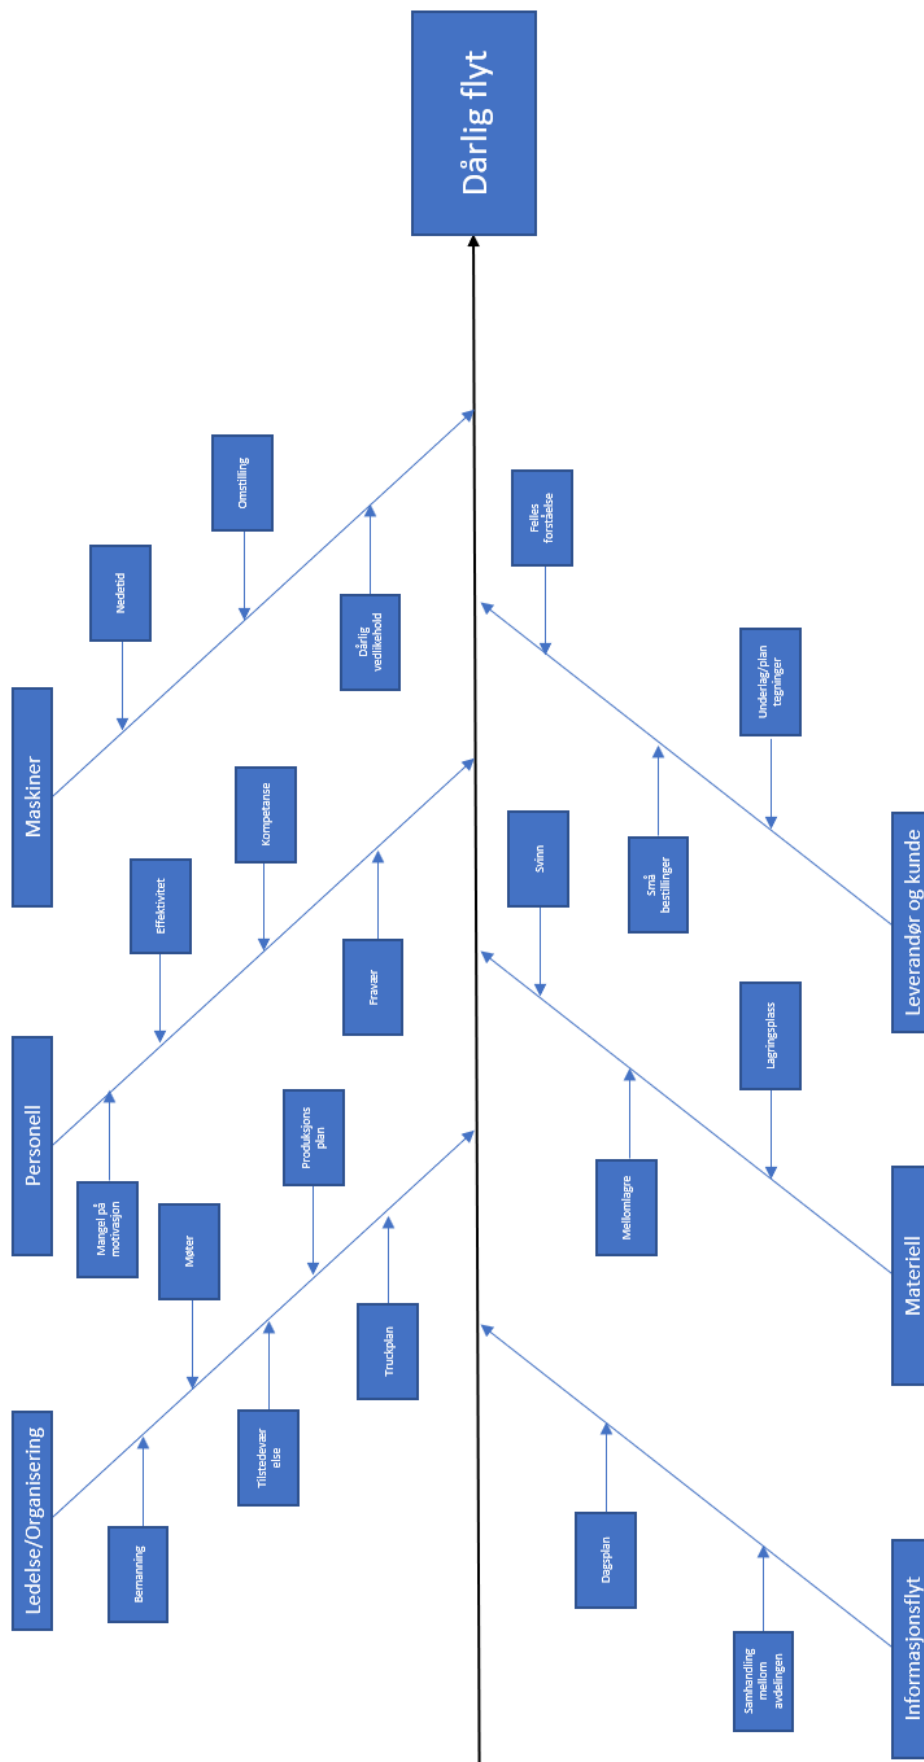 Dårlig flyt
Ledelse/Organisering
Personell
Maskiner
Bemanning
Møter
Tilstedevær
else
Produksjons
plan
Truckplan
Mangel på
motivasjon
Effektivitet
Kompetanse
Fravær
Nedetid
Omstilling
Dårlig
vedlikehold
Informasjonsflyt
Materiell
Leverandør og kunde
Dagsplan
Samhandling
mellom
avdelingen
Svinn
Mellomlagre
Lagringsplass
Felles
forståelse
Små
bestillinger
Underlag/plan
tegninger